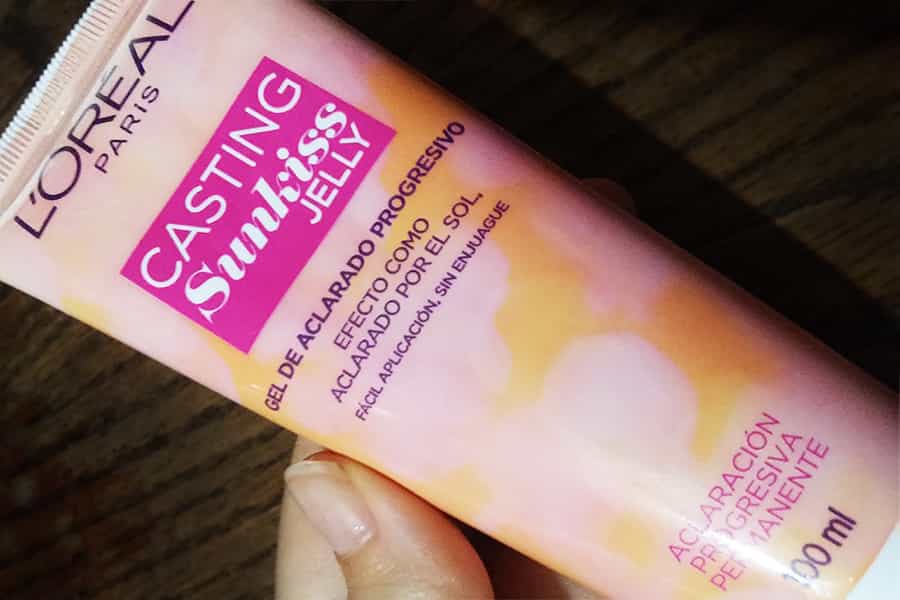 L'ORÉAL
PARIS
CASTING
Sunkiss
JELLY
GEL DE ACLARADO PROGRESIVO
EFECTO COMO
ACLARADO POR EL SOL,
FÁCIL APLICACIÓN, SIN ENJUAGUE
ACLARACIÓN
PROGRESIVA
PERMANENTE
100 ml